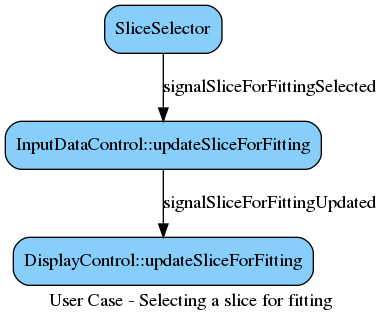 SliceSelector
signalSliceForFittingSelected
InputDataControl::updateSliceForFitting
signalSliceForFittingUpdated
DisplayControl::updateSliceForFitting
User Case - Selecting a slice for fitting